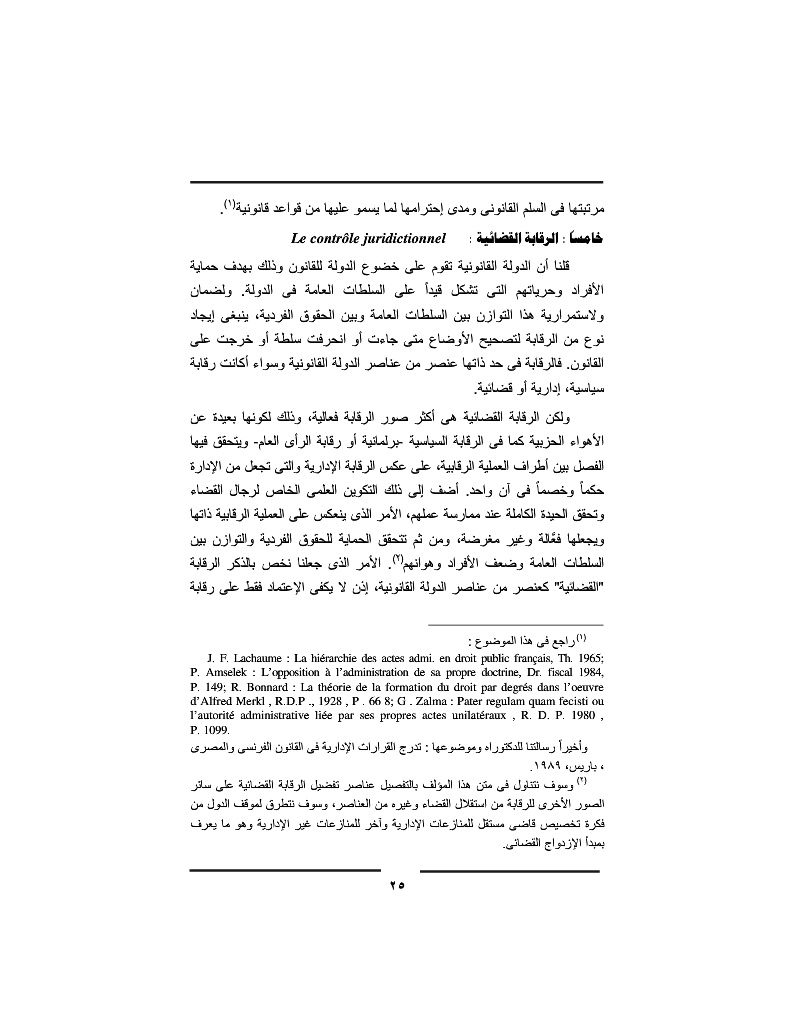 مرتبتها فى السلم القانونى ومدى إحترامها لما يسمو عليها من قواعد قانونية(١).
خامساً : الرقابة القضائية : Le contrôle juridictionnel
قلنا أن الدولة القانونية تقوم على خضوع الدولة للقانون وذلك بهدف حماية
الأفراد وحرياتهم التى تشكل قيداً على السلطات العامة فى الدولة. ولضمان
ولاستمرارية هذا التوازن بين السلطات العامة وبين الحقوق الفردية، ينبغى إيجاد
نوع من الرقابة لتصحيح الأوضاع متى جاءت أو انحرفت سلطة أو خرجت على
القانون. فالرقابة فى حد ذاتها عنصر من عناصر الدولة القانونية وسواء أكانت رقابة
سياسية، إدارية أو قضائية.
ولكن الرقابة القضائية هى أكثر صور الرقابة فعالية، وذلك لكونها بعيدة عن
الأهواء الحزبية كما فى الرقابة السياسية -برلمانية أو رقابة الرأى العام- ويتحقق فيها
الفصل بين أطراف العملية الرقابية، على عكس الرقابة الإدارية والتى تجعل من الإدارة
حكماً وخصماً فى آن واحد. أضف إلى ذلك التكوين العلمى الخاص لرجال القضاء
وتحقق الحيدة الكاملة عند ممارسة عملهم، الأمر الذى ينعكس على العملية الرقابية ذاتها
ويجعلها فعَّالة وغير مغرضة، ومن ثم تتحقق الحماية للحقوق الفردية والتوازن بين
السلطات العامة وضعف الأفراد وهوانهم(٢). الأمر الذى جعلنا نخص بالذكر الرقابة
"القضائية" كعنصر من عناصر الدولة القانونية، إذن لا يكفى الإعتماد فقط على رقابة
(١) راجع فى هذا الموضوع :
J. F. Lachaume : La hiérarchie des actes admi. en droit public français, Th. 1965;
P. Amselek : L'opposition à l'administration de sa propre doctrine, Dr. fiscal 1984,
P. 149; R. Bonnard : La théorie de la formation du droit par degrés dans l'oeuvre
d'Alfred Merkl , R.D.P ., 1928 , P . 66 8; G . Zalma : Pater regulam quam fecisti ou
l'autorité administrative liée par ses propres actes unilatéraux , R. D. P. 1980 ,
P. 1099.
وأخيراً رسالتنا للدكتوراه وموضوعها : تدرج القرارات الإدارية فى القانون الفرنسى والمصرى
، باريس، ١٩٨٩.
(٢) وسوف نتناول فى متن هذا المؤلف بالتفصيل عناصر تفضيل الرقابة القضائية على سائر
الصور الأخرى للرقابة من استقلال القضاء وغيره من العناصر، وسوف نتطرق لموقف الدول من
فكرة تخصيص قاضى مستقل للمنازعات الإدارية وآخر للمنازعات غير الإدارية وهو ما يعرف
بمبدأ الإزدواج القضائى.
٢٥